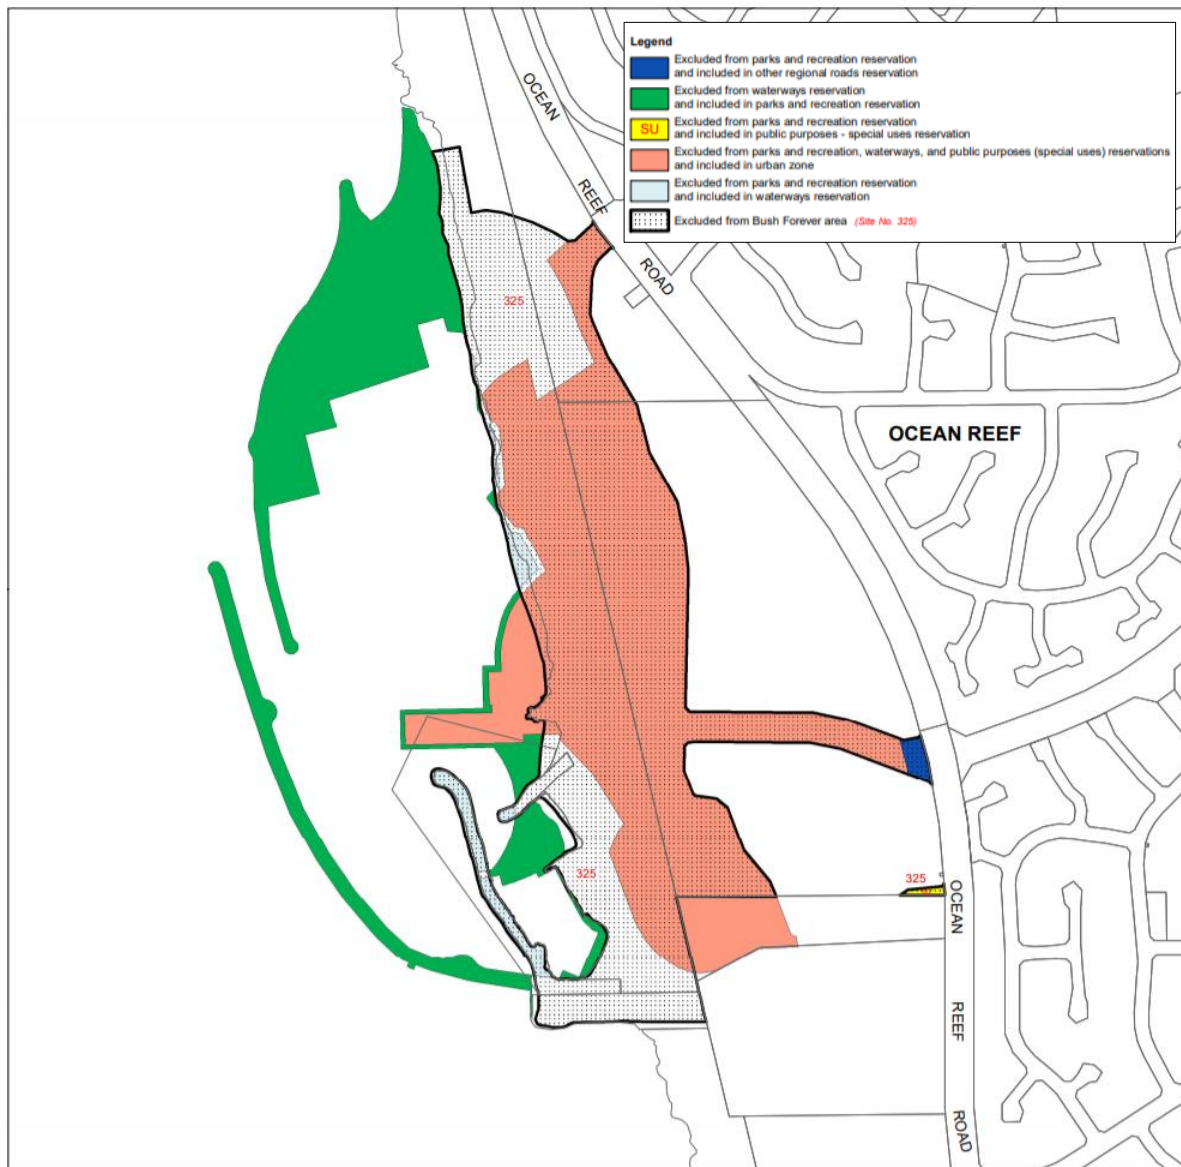 Legend
Excluded from parks and recreation reservation
and included in other regional roads reservation
Excluded from waterways reservation
and included in parks and recreation reservation
SU
Excluded from parks and recreation reservation
and included in public purposes - special uses reservation
Excluded from parks and recreation, waterways, and public purposes (special uses) reservations
and included in urban zone
Excluded from parks and recreation reservation
and included in waterways reservation
Excluded from Bush Forever area (Site No. 325)
OCEAN
REEF
ROAD
325
OCEAN REEF
325
325
OCEAN
REEF
ROAD